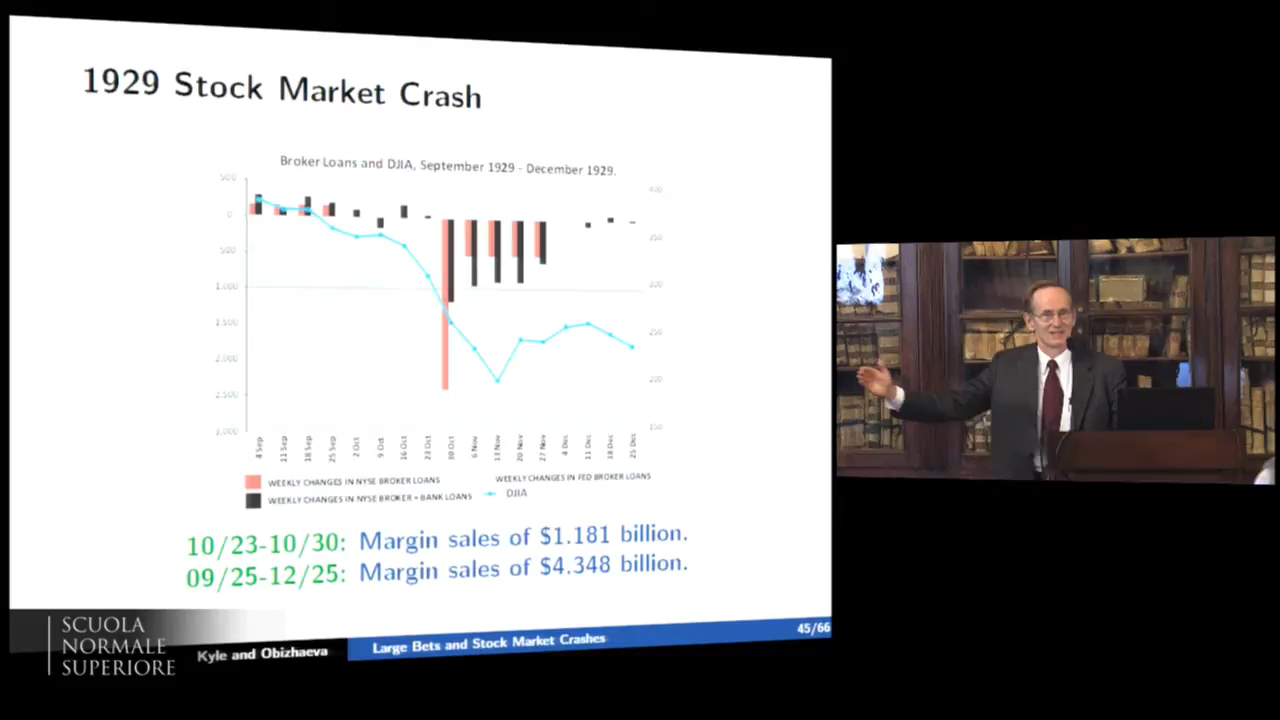 1929 Stock Market Crash
Broker Loans and DJIA, September 1929 - December 1929.
500
0
500
1.000
1.500
2.000
2.500
400
350
300
250
200
150
4 Sep
11 Sep
18 Sep
25 Sep
2 Oct
9 Oct
16 Oct
23 Oct
30 Oct
6 Nov
13 Nov
20 Nov
27 Nov
4 Dec
11 Dec
18 Dec
25 Dec
WEEKLY CHANGES IN NYSE BROKER LOANS
WEEKLY CHANGES IN FED BROKER LOANS
WEEKLY CHANGES IN NYSE BROKER + BANK LOANS
DJIA
10/23-10/30: Margin sales of $1.181 billion.
09/25-12/25: Margin sales of $4.348 billion.
SCUOLA
NORMALE
SUPERIORE
Kyle and Obizhaeva
Large Bets and Stock Market Crashes
45/66